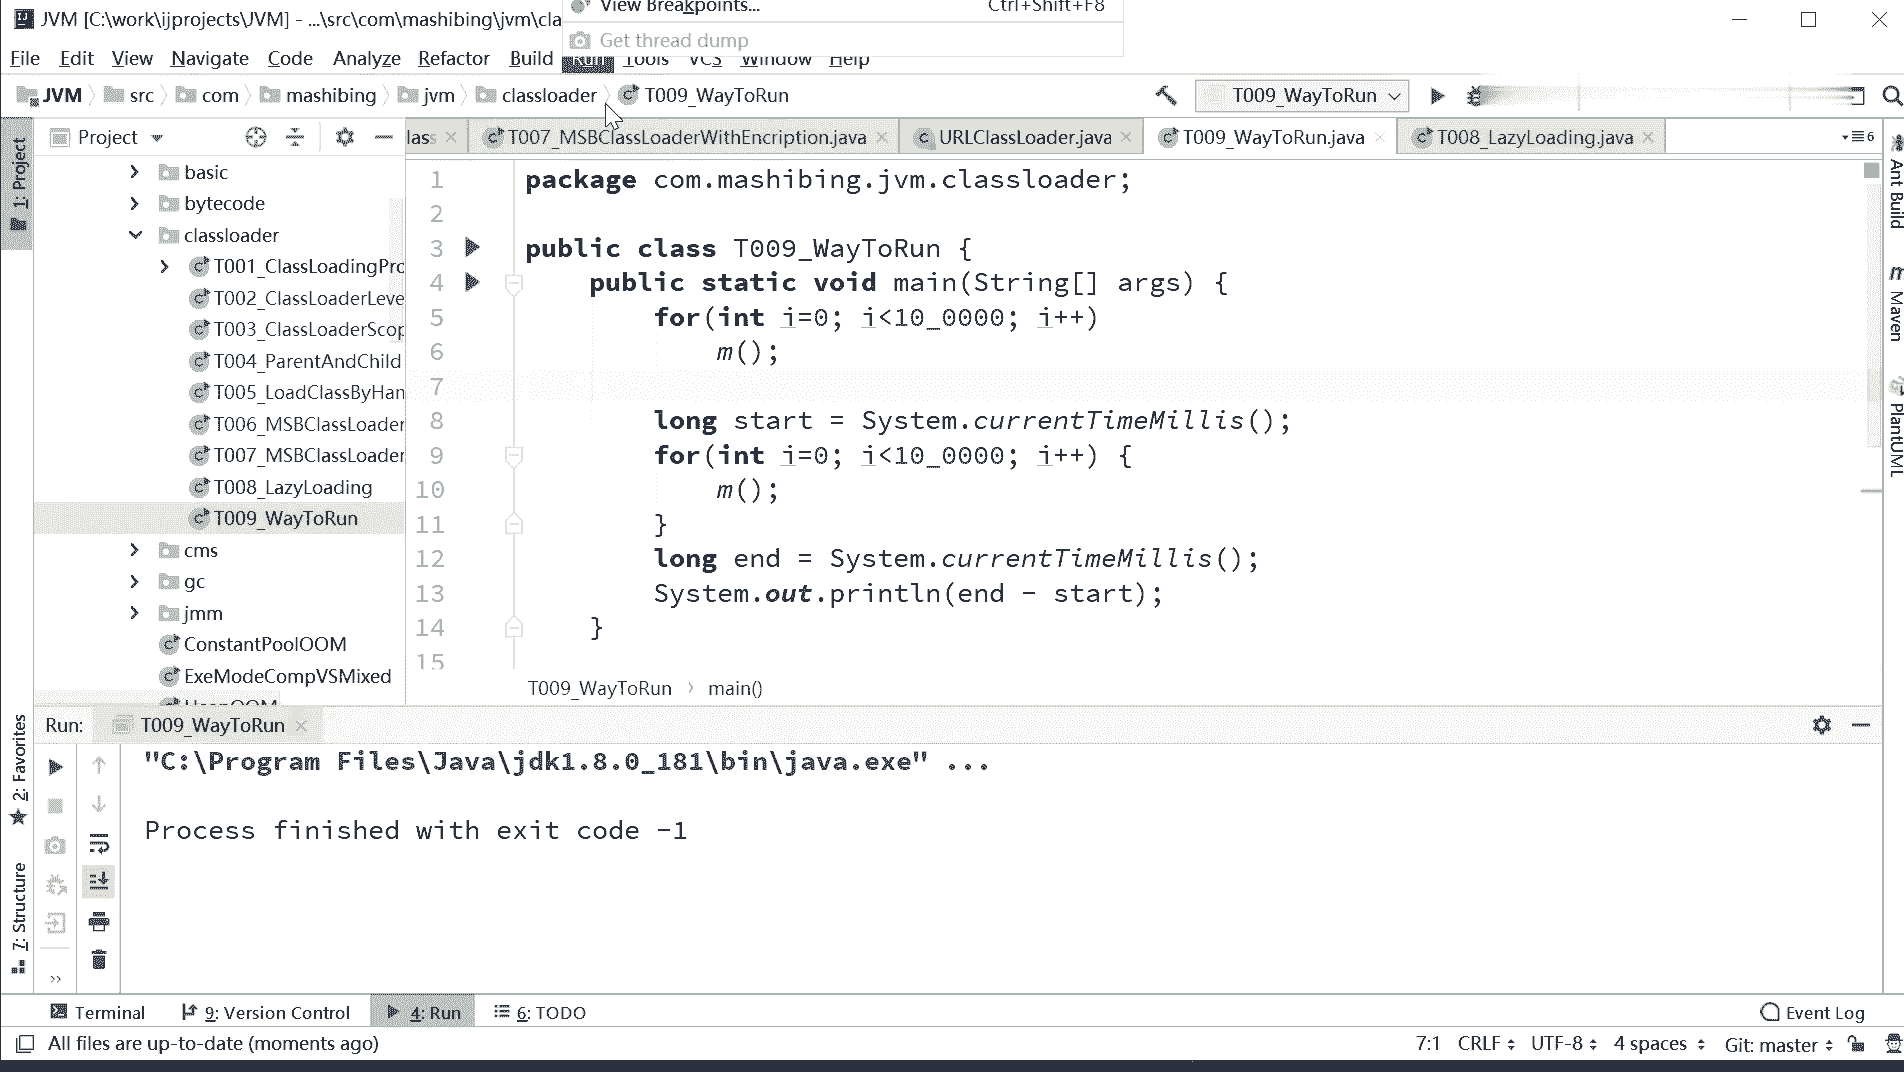 JVM [C:\work\ijprojects\JVM] - ...\src\com\mashibing\jvm\cla
View Breakpoints... Ctrl+Shift+F8
Get thread dump
File Edit View Navigate Code Analyze Refactor Build Run Tools VCS Window Help
JVM src com mashibing jvm classloader T009_WayToRun
T009_WayToRun
Project
lass T007_MSBClassLoaderWithEncription.java URLClassLoader.java T009_WayToRun.java T008_LazyLoading.java 6
1: Project
basic
bytecode
classloader
T001_ClassLoadingPro
T002_ClassLoaderLeve
T003_ClassLoaderScop
T004_ParentAndChild
T005_LoadClassByHan
T006_MSBClassLoader
T007_MSBClassLoader
T008_LazyLoading
T009_WayToRun
cms
gc
jmm
ConstantPoolOOM
ExeModeCompVSMixed
HeapOOM
1 package com.mashibing.jvm.classloader;
2
3 public class T009_WayToRun {
4 public static void main(String[] args) {
5 for(int i=0; i<10_0000; i++)
6 m();
7
8 long start = System.currentTimeMillis();
9 for(int i=0; i<10_0000; i++) {
10 m();
11 }
12 long end = System.currentTimeMillis();
13 System.out.println(end - start);
14 }
15
T009_WayToRun › main()
Ant Build
Maven
PlantUML
Run: T009_WayToRun
"C:\Program Files\Java\jdk1.8.0_181\bin\java.exe" ...
Process finished with exit code -1
2: Favorites
7: Structure
Terminal 9: Version Control 4: Run 6: TODO Event Log
All files are up-to-date (moments ago) 7:1 CRLF UTF-8 4 spaces Git: master